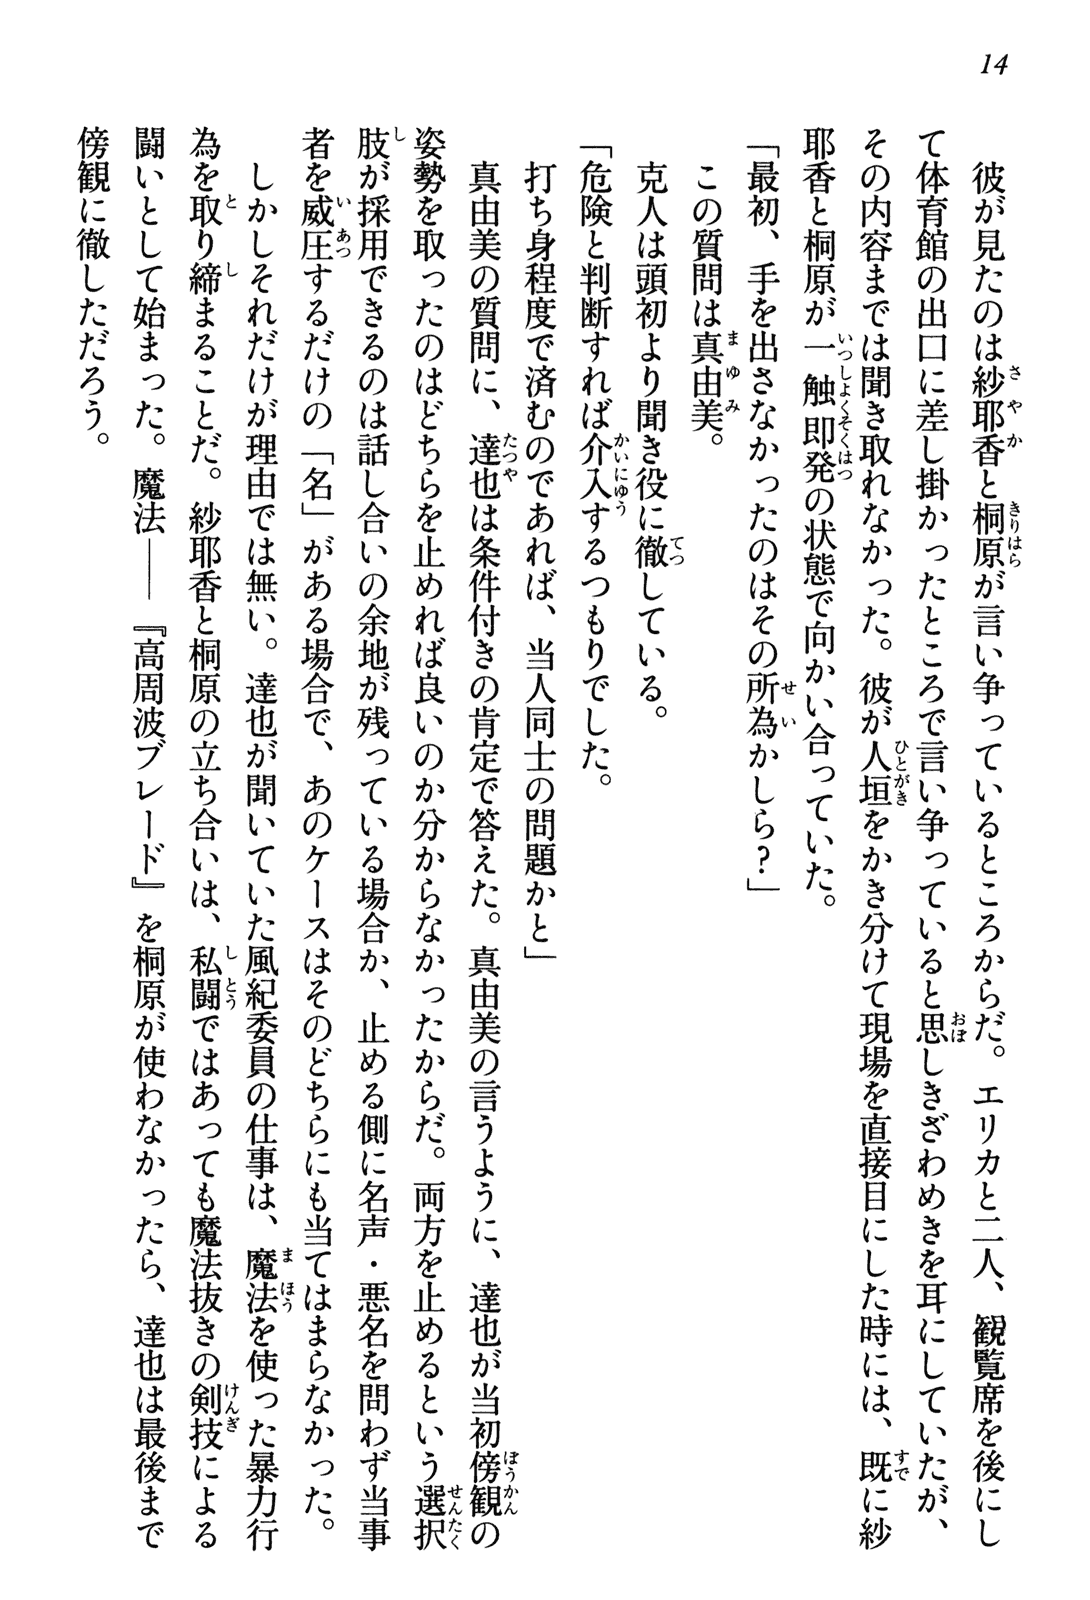 14
彼が見たのは紗耶香と桐原が言い争っているところからだ。エリカと二人、観覧席を後にし
て体育館の出口に差し掛かったところで言い争っていると思しきざわめきを耳にしていたが、
その内容までは聞き取れなかった。彼が人垣をかき分けて現場を直接目にした時には、既に紗
耶香と桐原が一触即発の状態で向かい合っていた。
「最初、手を出さなかったのはその所為かしら?」
この質問は真由美。
克人は頭初より聞き役に徹している。
「危険と判断すれば介入するつもりでした。
打ち身程度で済むのであれば、当人同士の問題かと」
真由美の質問に、達也は条件付きの肯定で答えた。真由美の言うように、達也が当初傍観の
姿勢を取ったのはどちらを止めれば良いのか分からなかったからだ。両方を止めるという選択
肢が採用できるのは話し合いの余地が残っている場合か、止める側に名声・悪名を問わず当事
者を威圧するだけの「名」がある場合で、あのケースはそのどちらにも当てはまらなかった。
しかしそれだけが理由では無い。達也が聞いていた風紀委員の仕事は、魔法を使った暴力行
為を取り締まることだ。紗耶香と桐原の立ち合いは、私闘ではあっても魔法抜きの剣技による
闘いとして始まった。魔法――『高周波ブレード』を桐原が使わなかったら、達也は最後まで
傍観に徹しただろう。